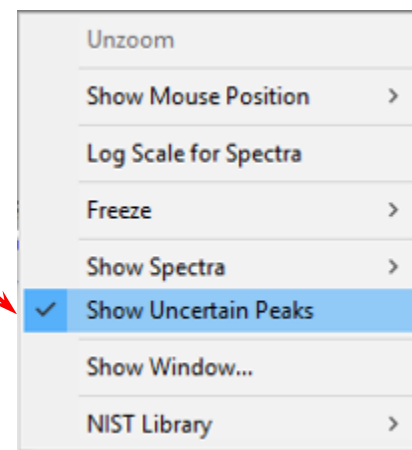 Unzoom
Show Mouse Position
Log Scale for Spectra
Freeze
Show Spectra
Show Uncertain Peaks
Show Window...
NIST Library